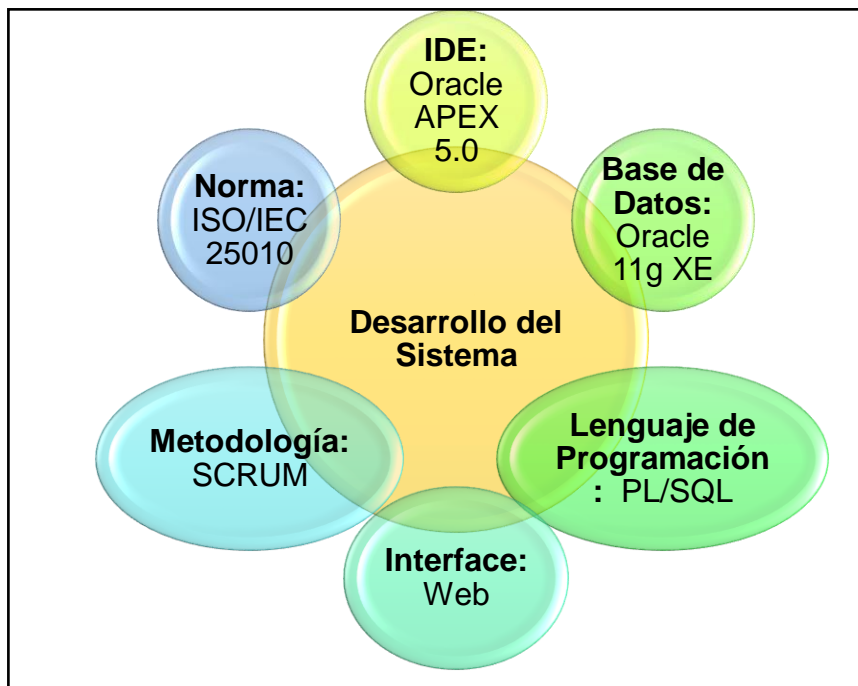 IDE:
Oracle
APEX
5.0
Base de
Datos:
Oracle
11g XE
Lenguaje de
Programación
: PL/SQL
Interface:
Web
Metodología:
SCRUM
Norma:
ISO/IEC
25010
Desarrollo del
Sistema